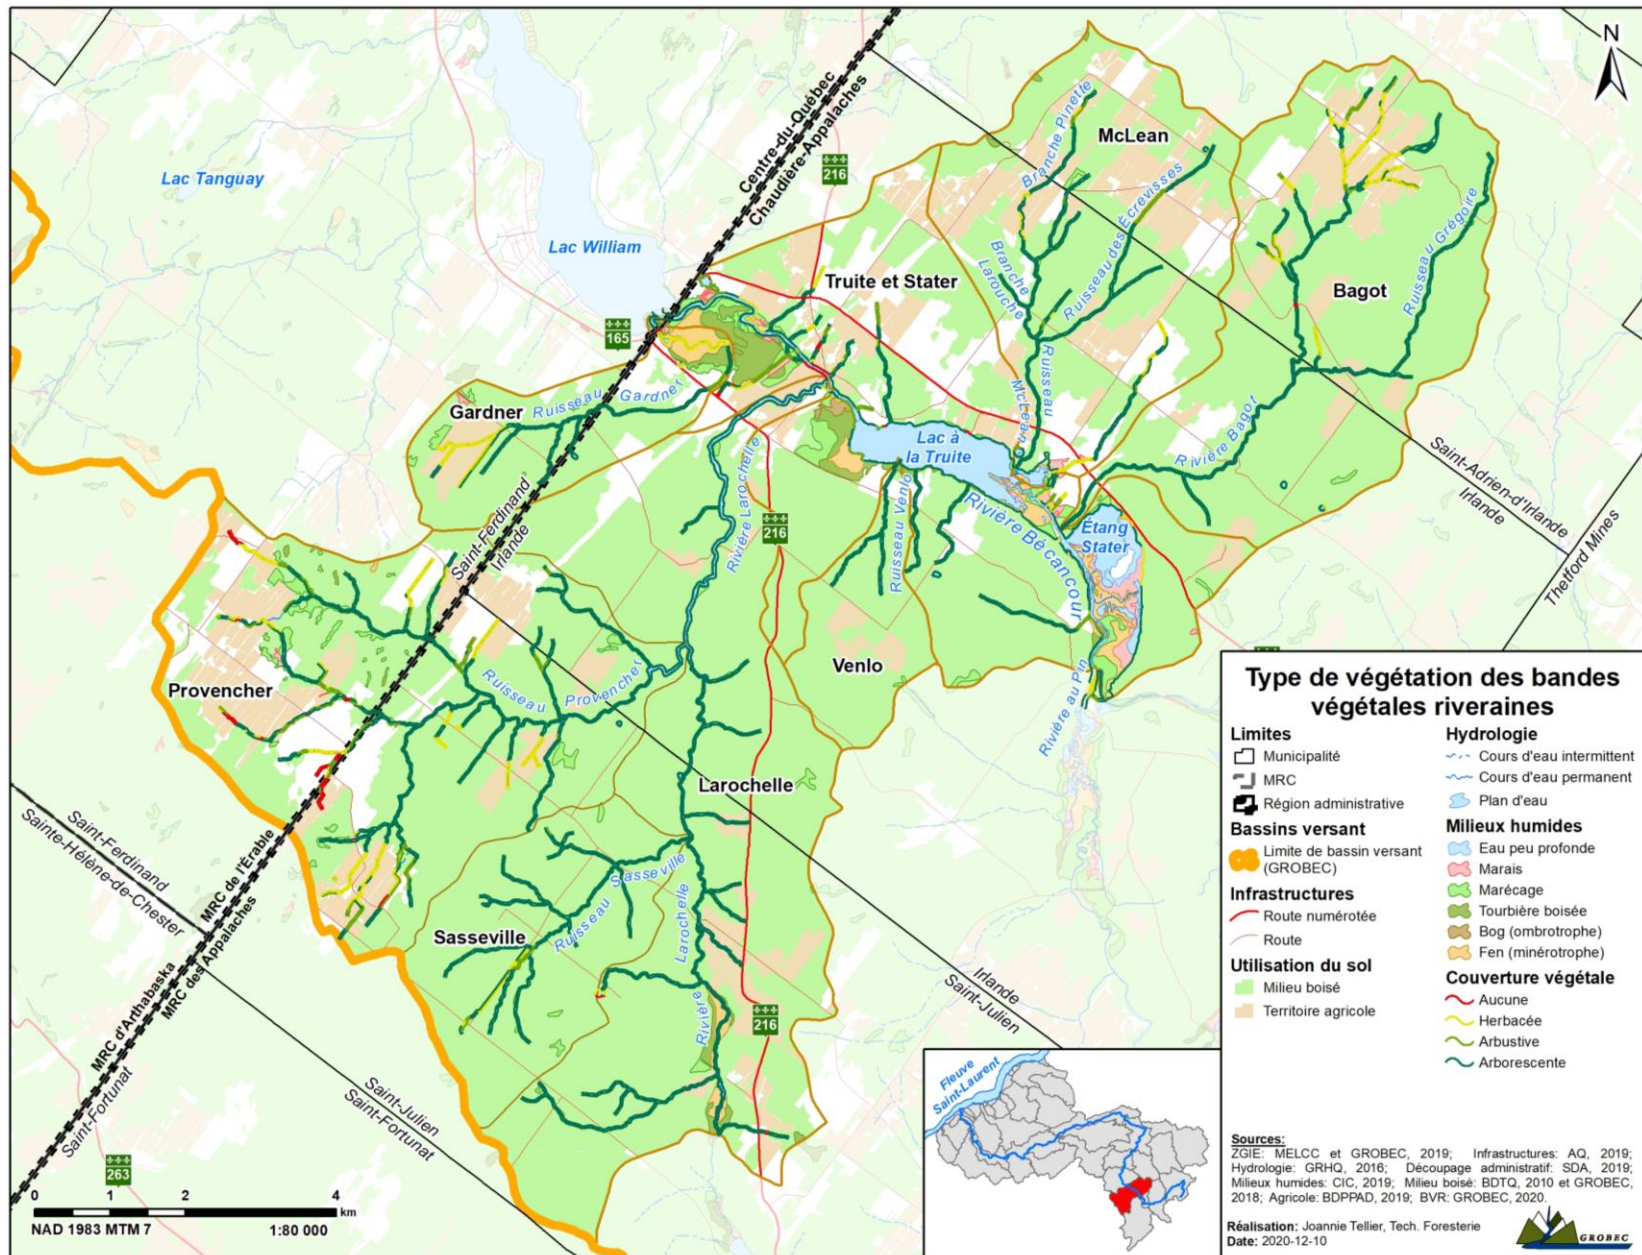 N
Centre-du-Québec
Chaudière-Appalaches
216
Lac Tanguay
Lac William
165
McLean
Branche Pinette
Ruisseau des Écrevisses
Branche
Larouche
Truite et Stater
Bagot
Ruisseau Grégoire
Gardner
Ruisseau Gardner
Ruisseau
McLean
Lac à
la Truite
Rivière Bagot
Saint-Adrien-d'Irlande
Irlande
Thetford Mines
Rivière Larochelle
216
Ruisseau Venlo
Rivière Bécancour
Étang
Stater
Saint-Ferdinand
Irlande
Venlo
Rivière au Pin
Provencher
Ruisseau Provencher
Larochelle
Saint-Ferdinand
Sainte-Hélène-de-Chester
MRC de l'Érable
MRC des Appalaches
MRC d'Arthabaska
Saint-Fortunat
Sasseville
Ruisseau Sasseville
Rivière Larochelle
Irlande
Saint-Julien
216
Saint-Julien
Saint-Fortunat
263
0 1 2 4
km
NAD 1983 MTM 7 1:80 000
Fleuve
Saint-Laurent
Type de végétation des bandes
végétales riveraines
Limites
Municipalité
MRC
Région administrative
Bassins versant
Limite de bassin versant
(GROBEC)
Infrastructures
Route numérotée
Route
Utilisation du sol
Milieu boisé
Territoire agricole
Hydrologie
Cours d'eau intermittent
Cours d'eau permanent
Plan d'eau
Milieux humides
Eau peu profonde
Marais
Marécage
Tourbière boisée
Bog (ombrotrophe)
Fen (minérotrophe)
Couverture végétale
Aucune
Herbacée
Arbustive
Arborescente
Sources:
ZGIE: MELCC et GROBEC, 2019; Infrastructures: AQ, 2019;
Hydrologie: GRHQ, 2016; Découpage administratif: SDA, 2019;
Milieux humides: CIC, 2019; Milieu boisé: BDTQ, 2010 et GROBEC,
2018; Agricole: BDPPAD, 2019; BVR: GROBEC, 2020.
Réalisation: Joannie Tellier, Tech. Foresterie
Date: 2020-12-10
GROBEC